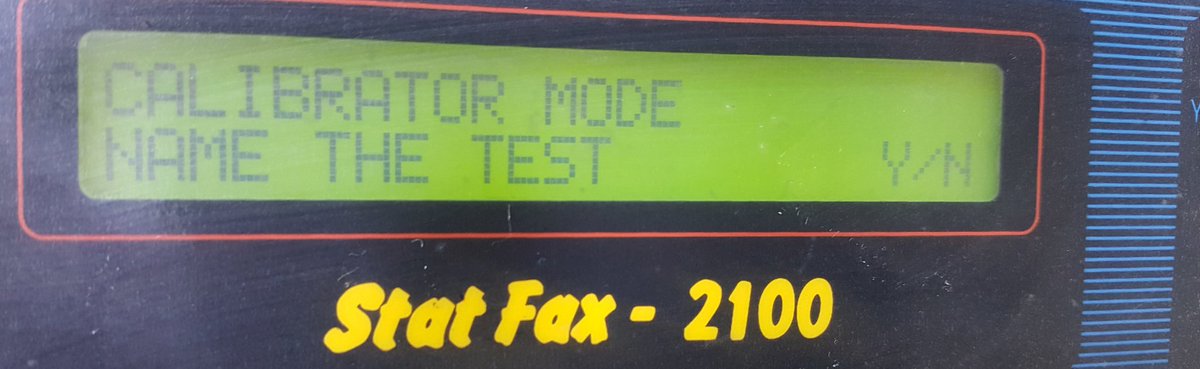 CALIBRATOR MODE
NAME THE TEST Y/N
Stat Fax - 2100